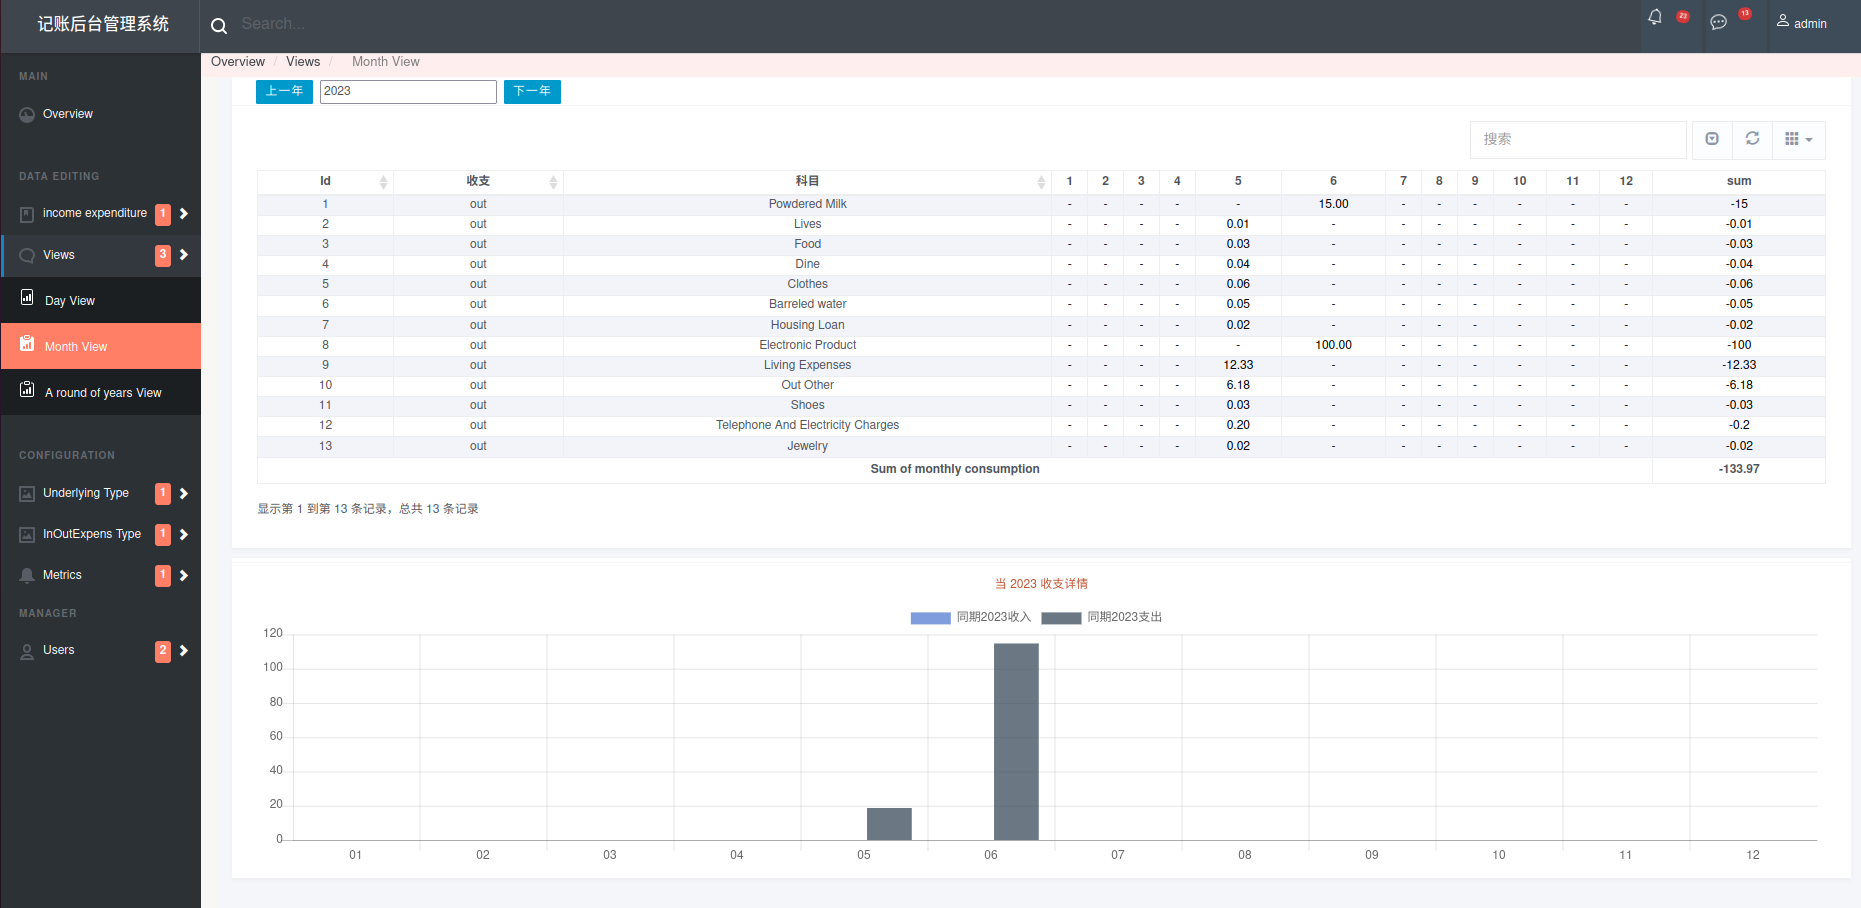 记账后台管理系统
Search...
23
13
admin
MAIN
Overview
DATA EDITING
income expenditure 1
Views 3
Day View
Month View
A round of years View
CONFIGURATION
Underlying Type 1
InOutExpens Type 1
Metrics 1
MANAGER
Users 2
Overview / Views / Month View
上一年 2023 下一年
搜索
Id 收支 科目 1 2 3 4 5 6 7 8 9 10 11 12 sum
1 out Powdered Milk - - - - - 15.00 - - - - - - -15
2 out Lives - - - - 0.01 - - - - - - - -0.01
3 out Food - - - - 0.03 - - - - - - - -0.03
4 out Dine - - - - 0.04 - - - - - - - -0.04
5 out Clothes - - - - 0.06 - - - - - - - -0.06
6 out Barreled water - - - - 0.05 - - - - - - - -0.05
7 out Housing Loan - - - - 0.02 - - - - - - - -0.02
8 out Electronic Product - - - - - 100.00 - - - - - - -100
9 out Living Expenses - - - - 12.33 - - - - - - - -12.33
10 out Out Other - - - - 6.18 - - - - - - - -6.18
11 out Shoes - - - - 0.03 - - - - - - - -0.03
12 out Telephone And Electricity Charges - - - - 0.20 - - - - - - - -0.2
13 out Jewelry - - - - 0.02 - - - - - - - -0.02
Sum of monthly consumption -133.97
显示第 1 到第 13 条记录，总共 13 条记录
当 2023 收支详情
同期2023收入 同期2023支出
120
100
80
60
40
20
0
01 02 03 04 05 06 07 08 09 10 11 12